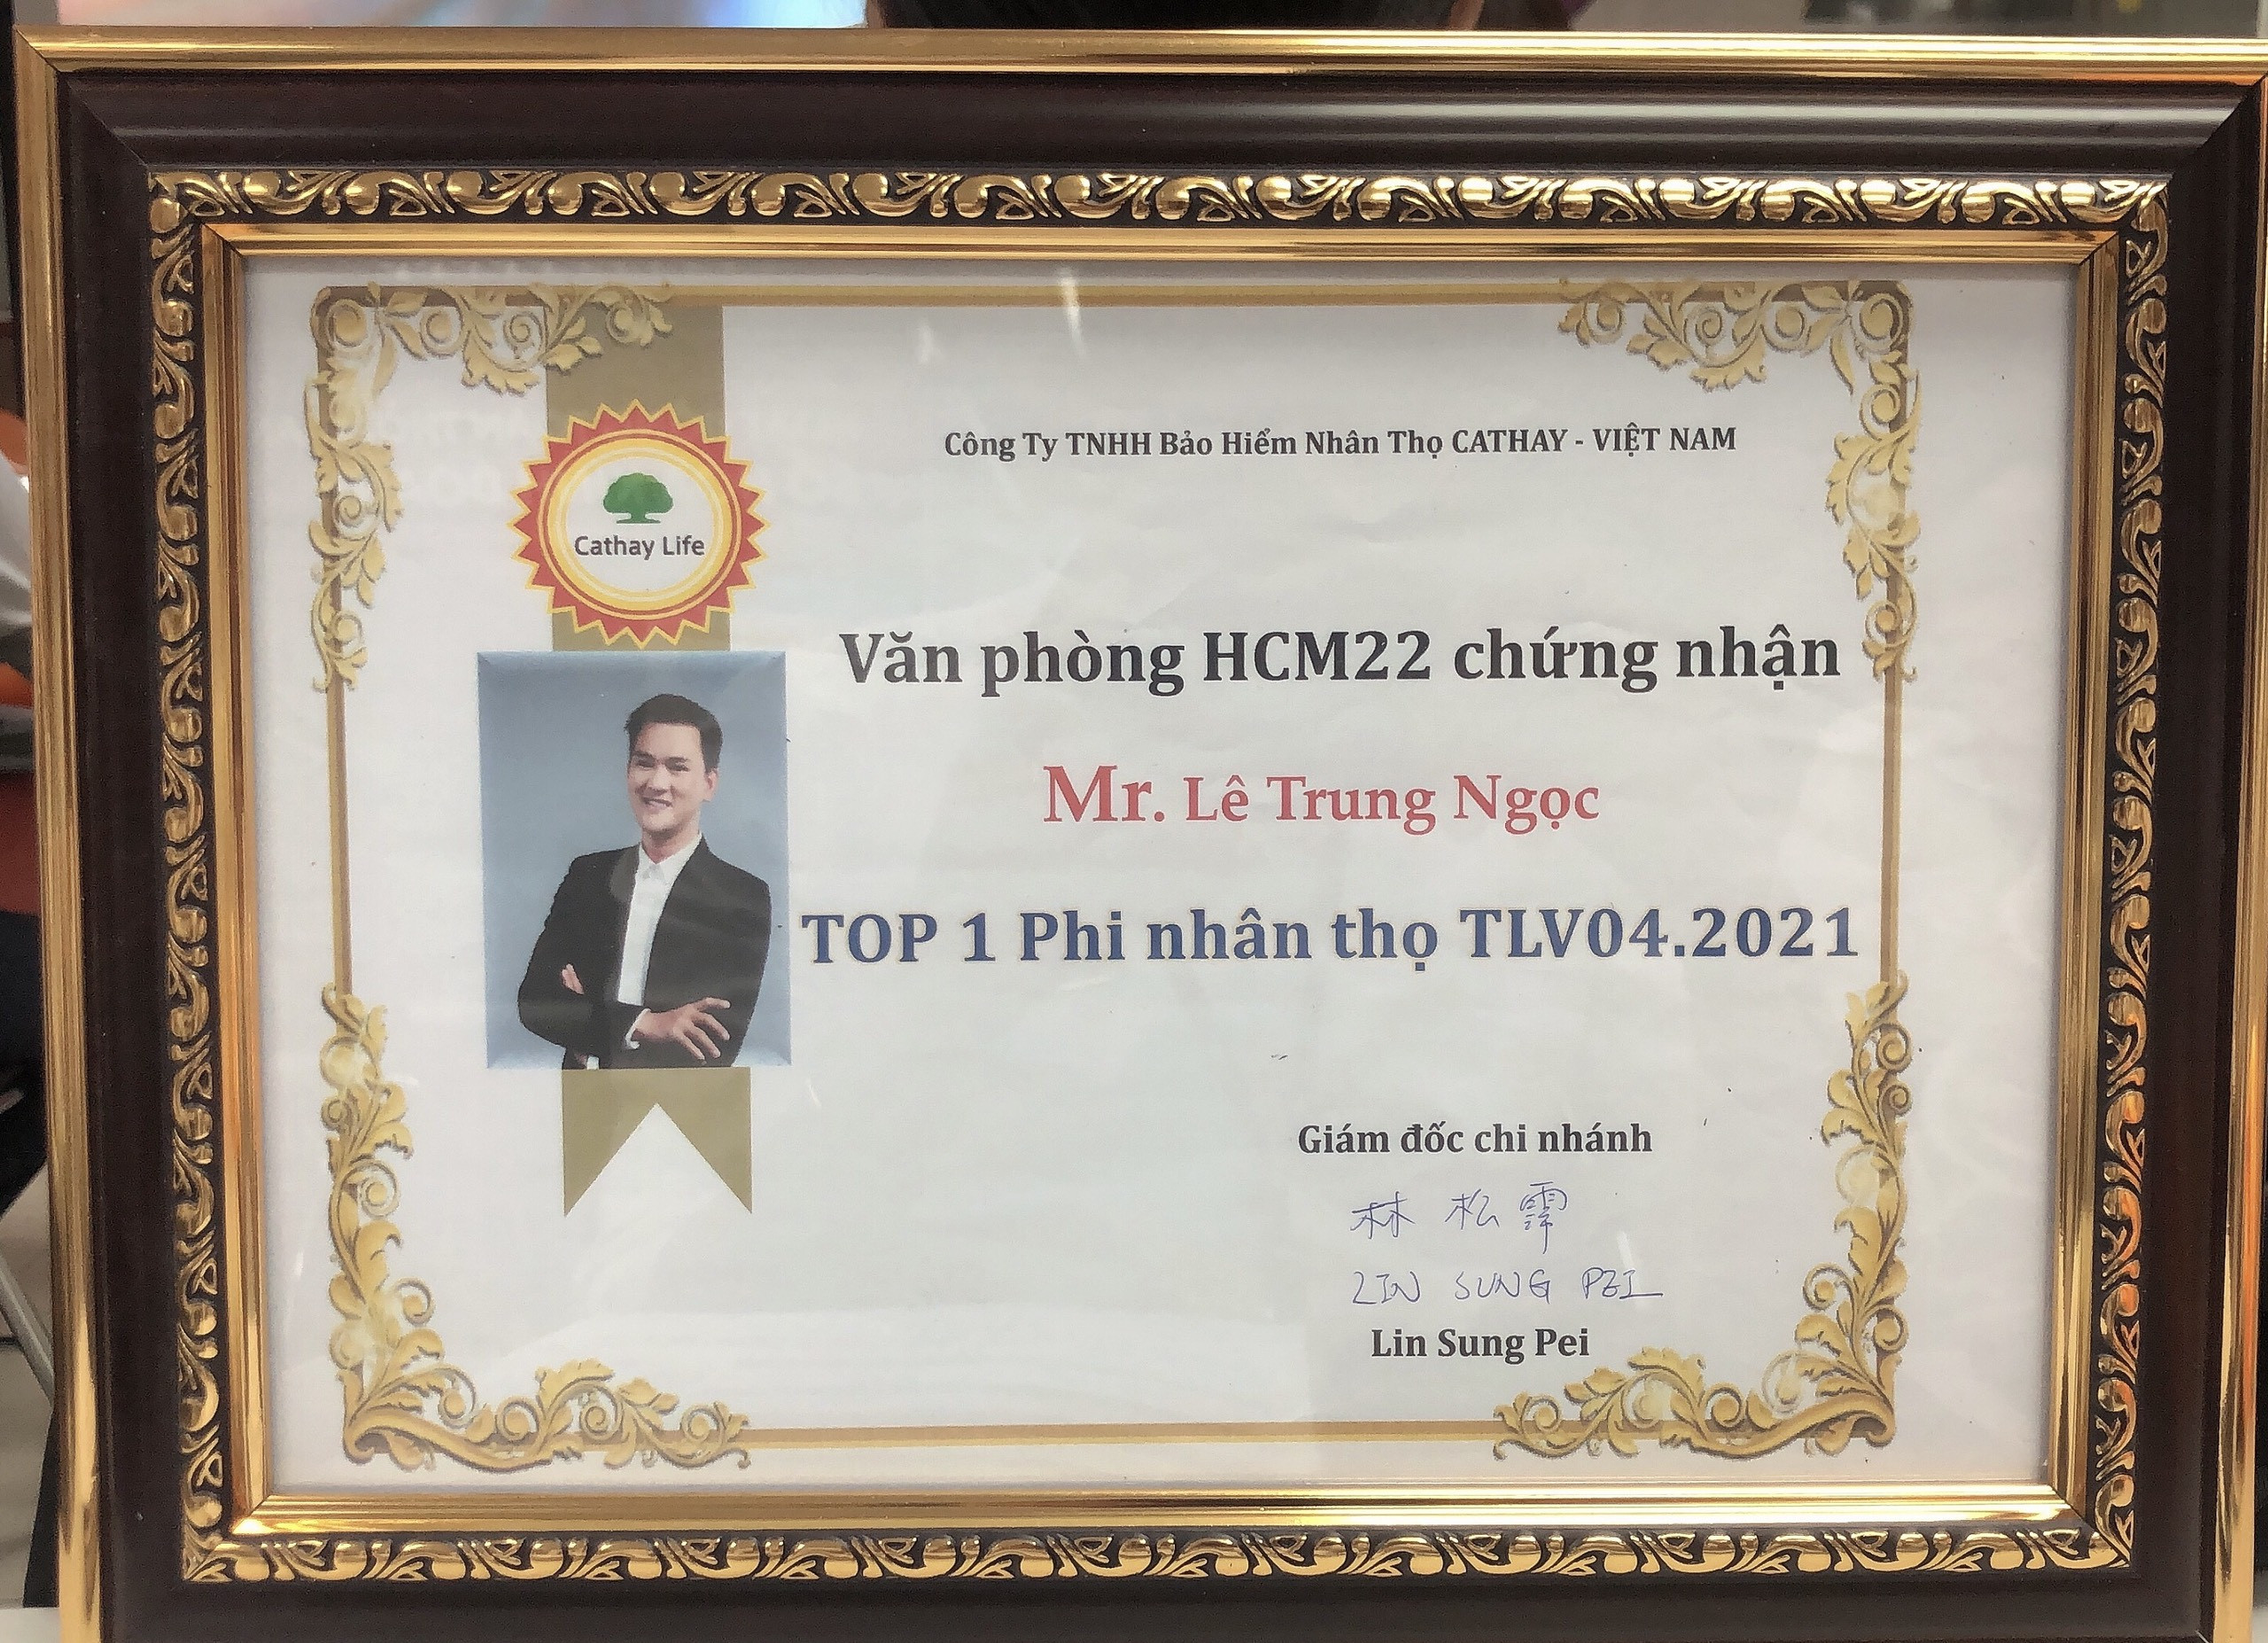 Công Ty TNHH Bảo Hiểm Nhân Thọ CATHAY - VIỆT NAM
Cathay Life
Văn phòng HCM22 chứng nhận
Mr. Lê Trung Ngọc
TOP 1 Phi nhân thọ TLV04.2021
Giám đốc chi nhánh
林 松霈
LIN SUNG PEI
Lin Sung Pei